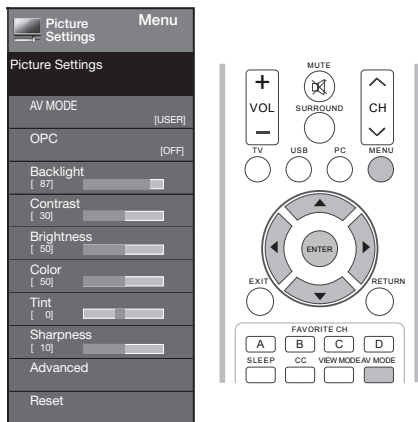 Picture Settings Menu
Picture Settings
AV MODE
[USER]
OPC
[OFF]
Backlight
[ 87]
Contrast
[ 30]
Brightness
[ 50]
Color
[ 50]
Tint
[ 0]
Sharpness
[ 10]
Advanced
Reset
MUTE
+ VOL −
SURROUND
CH
TV USB PC MENU
ENTER
EXIT RETURN
FAVORITE CH
A B C D
SLEEP CC VIEW MODE AV MODE